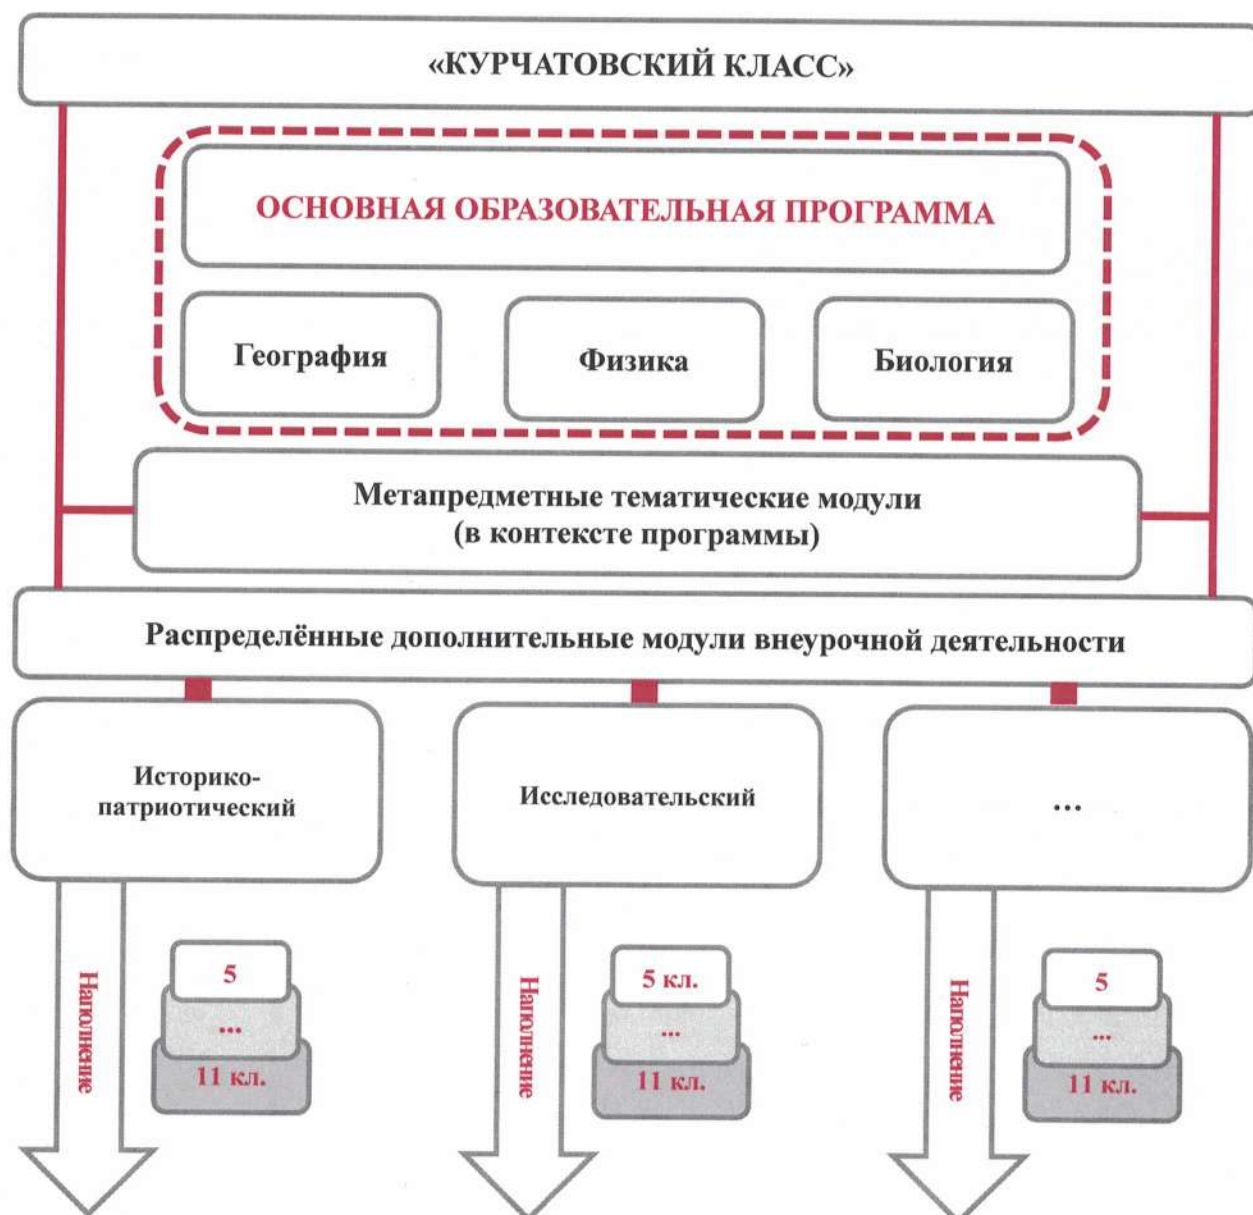 «КУРЧАТОВСКИЙ КЛАСС»
ОСНОВНАЯ ОБРАЗОВАТЕЛЬНАЯ ПРОГРАММА
География
Физика
Биология
Метапредметные тематические модули
(в контексте программы)
Распределённые дополнительные модули внеурочной деятельности
Историко-
патриотический
Исследовательский
...
Наполнение
5
...
11 кл.
Наполнение
5 кл.
...
11 кл.
Наполнение
5
...
11 кл.